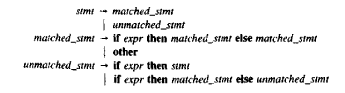 stmt → matched_stmt
| unmatched_stmt
matched_stmt → if expr then matched_stmt else matched_stmt
| other
unmatched_stmt → if expr then stmt
| if expr then matched_stmt else unmatched_stmt